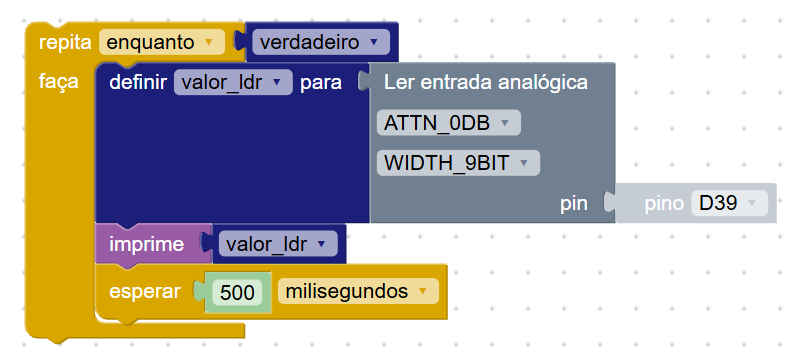 repita enquanto verdadeiro
faça definir valor_ldr para Ler entrada analógica
ATTN_0DB
WIDTH_9BIT
pin pino D39
imprime valor_ldr
esperar 500 milisegundos